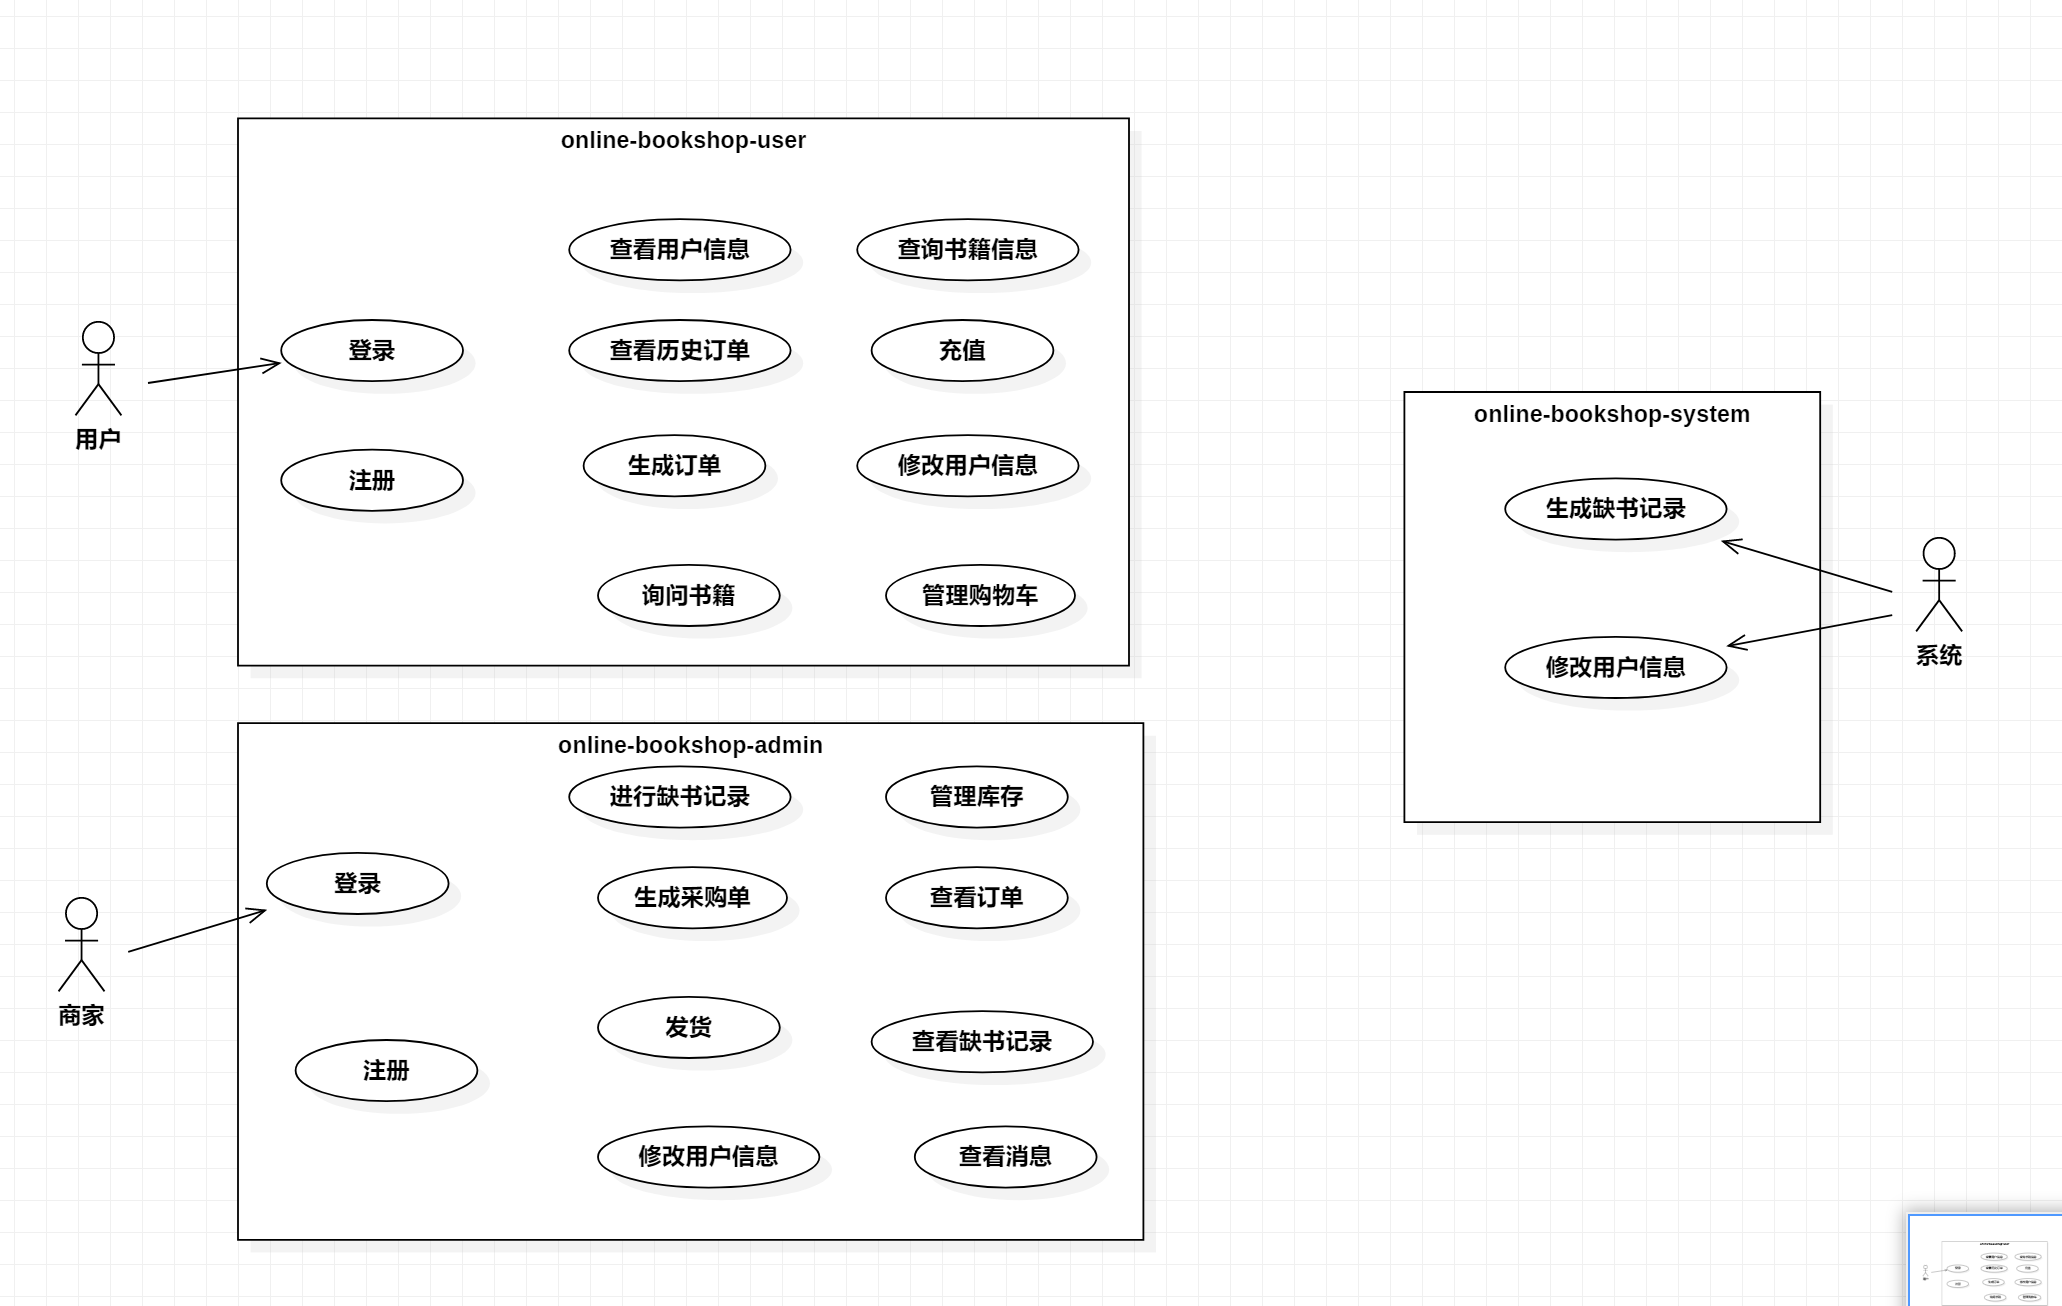 online-bookshop-user
查看用户信息
查询书籍信息
登录
查看历史订单
充值
用户
注册
生成订单
修改用户信息
询问书籍
管理购物车
online-bookshop-system
生成缺书记录
修改用户信息
系统
online-bookshop-admin
进行缺书记录
管理库存
登录
生成采购单
查看订单
商家
注册
发货
查看缺书记录
修改用户信息
查看消息